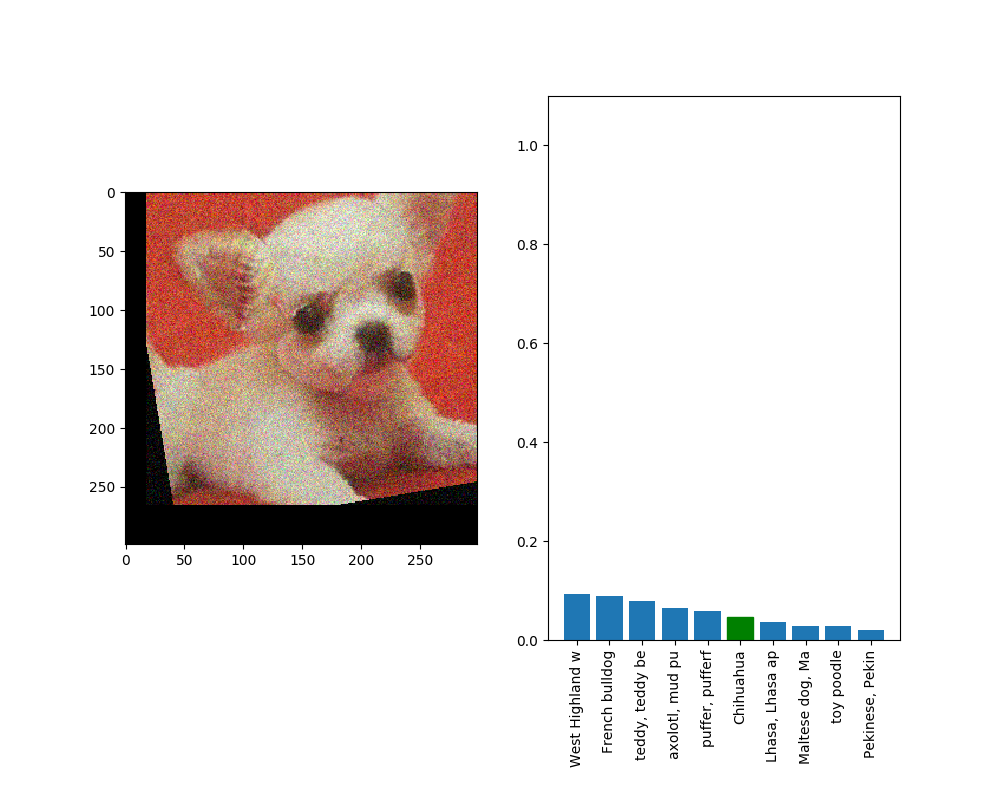 0
50
100
150
200
250
0 50 100 150 200 250
1.0
0.8
0.6
0.4
0.2
0.0
West Highland w
French bulldog
teddy, teddy be
axolotl, mud pu
puffer, pufferf
Chihuahua
Lhasa, Lhasa ap
Maltese dog, Ma
toy poodle
Pekinese, Pekin